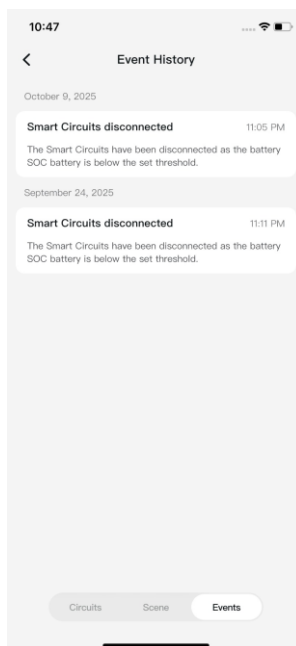 10:47
Event History
October 9, 2025
Smart Circuits disconnected 11:05 PM
The Smart Circuits have been disconnected as the battery
SOC battery is below the set threshold.
September 24, 2025
Smart Circuits disconnected 11:11 PM
The Smart Circuits have been disconnected as the battery
SOC battery is below the set threshold.
Circuits Scene Events